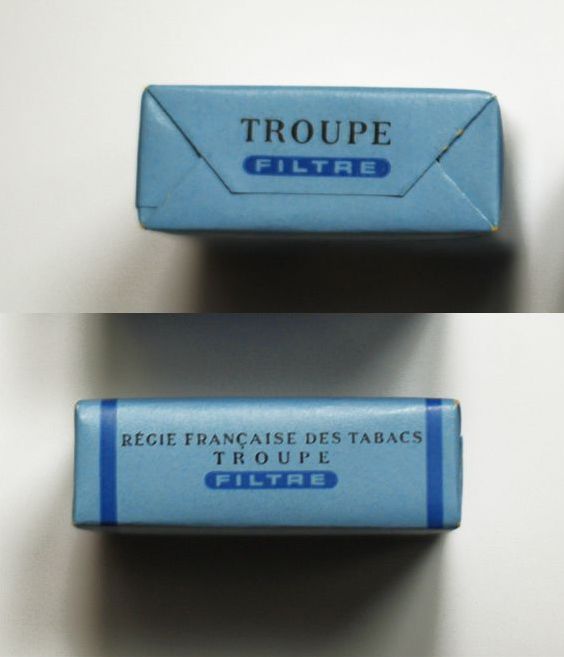 TROUPE
FILTRE
RÉGIE FRANÇAISE DES TABACS
TROUPE
FILTRE